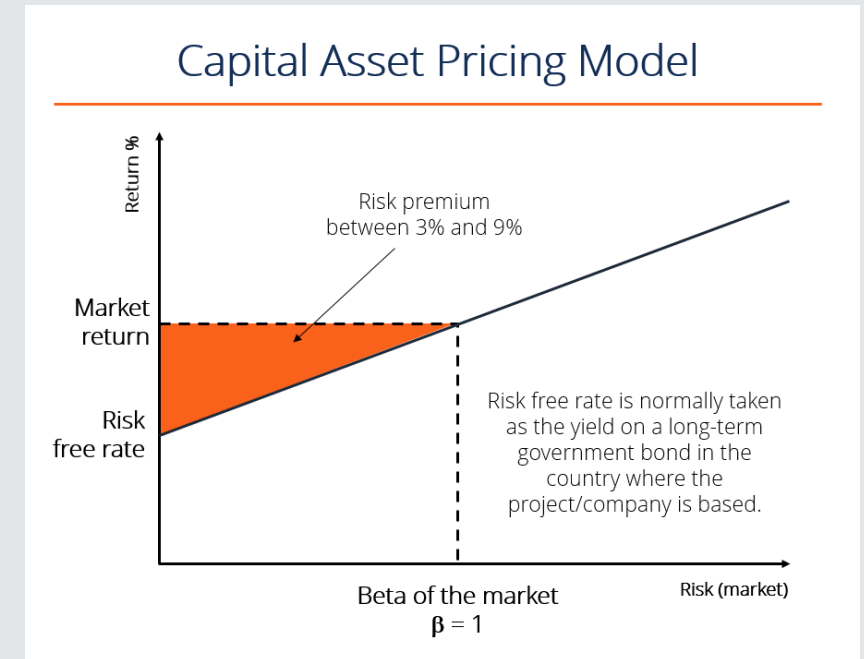 Capital Asset Pricing Model
Return %
Risk premium
between 3% and 9%
Market
return
Risk
free rate
Risk free rate is normally taken
as the yield on a long-term
government bond in the
country where the
project/company is based.
Beta of the market
β = 1
Risk (market)